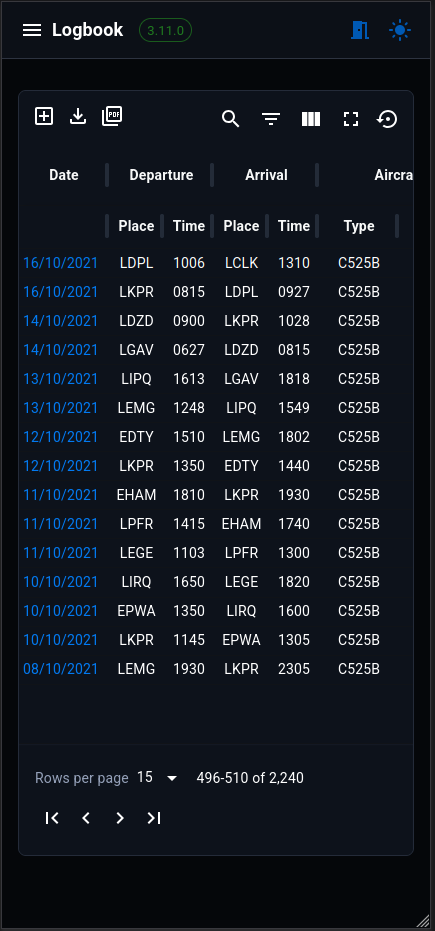 Logbook 3.11.0
PDF
Date Departure Arrival Aircra
Place Time Place Time Type
16/10/2021 LDPL 1006 LCLK 1310 C525B
16/10/2021 LKPR 0815 LDPL 0927 C525B
14/10/2021 LDZD 0900 LKPR 1028 C525B
14/10/2021 LGAV 0627 LDZD 0815 C525B
13/10/2021 LIPQ 1613 LGAV 1818 C525B
13/10/2021 LEMG 1248 LIPQ 1549 C525B
12/10/2021 EDTY 1510 LEMG 1802 C525B
12/10/2021 LKPR 1350 EDTY 1440 C525B
11/10/2021 EHAM 1810 LKPR 1930 C525B
11/10/2021 LPFR 1415 EHAM 1740 C525B
11/10/2021 LEGE 1103 LPFR 1300 C525B
10/10/2021 LIRQ 1650 LEGE 1820 C525B
10/10/2021 EPWA 1350 LIRQ 1600 C525B
10/10/2021 LKPR 1145 EPWA 1305 C525B
08/10/2021 LEMG 1930 LKPR 2305 C525B
Rows per page 15 496-510 of 2,240